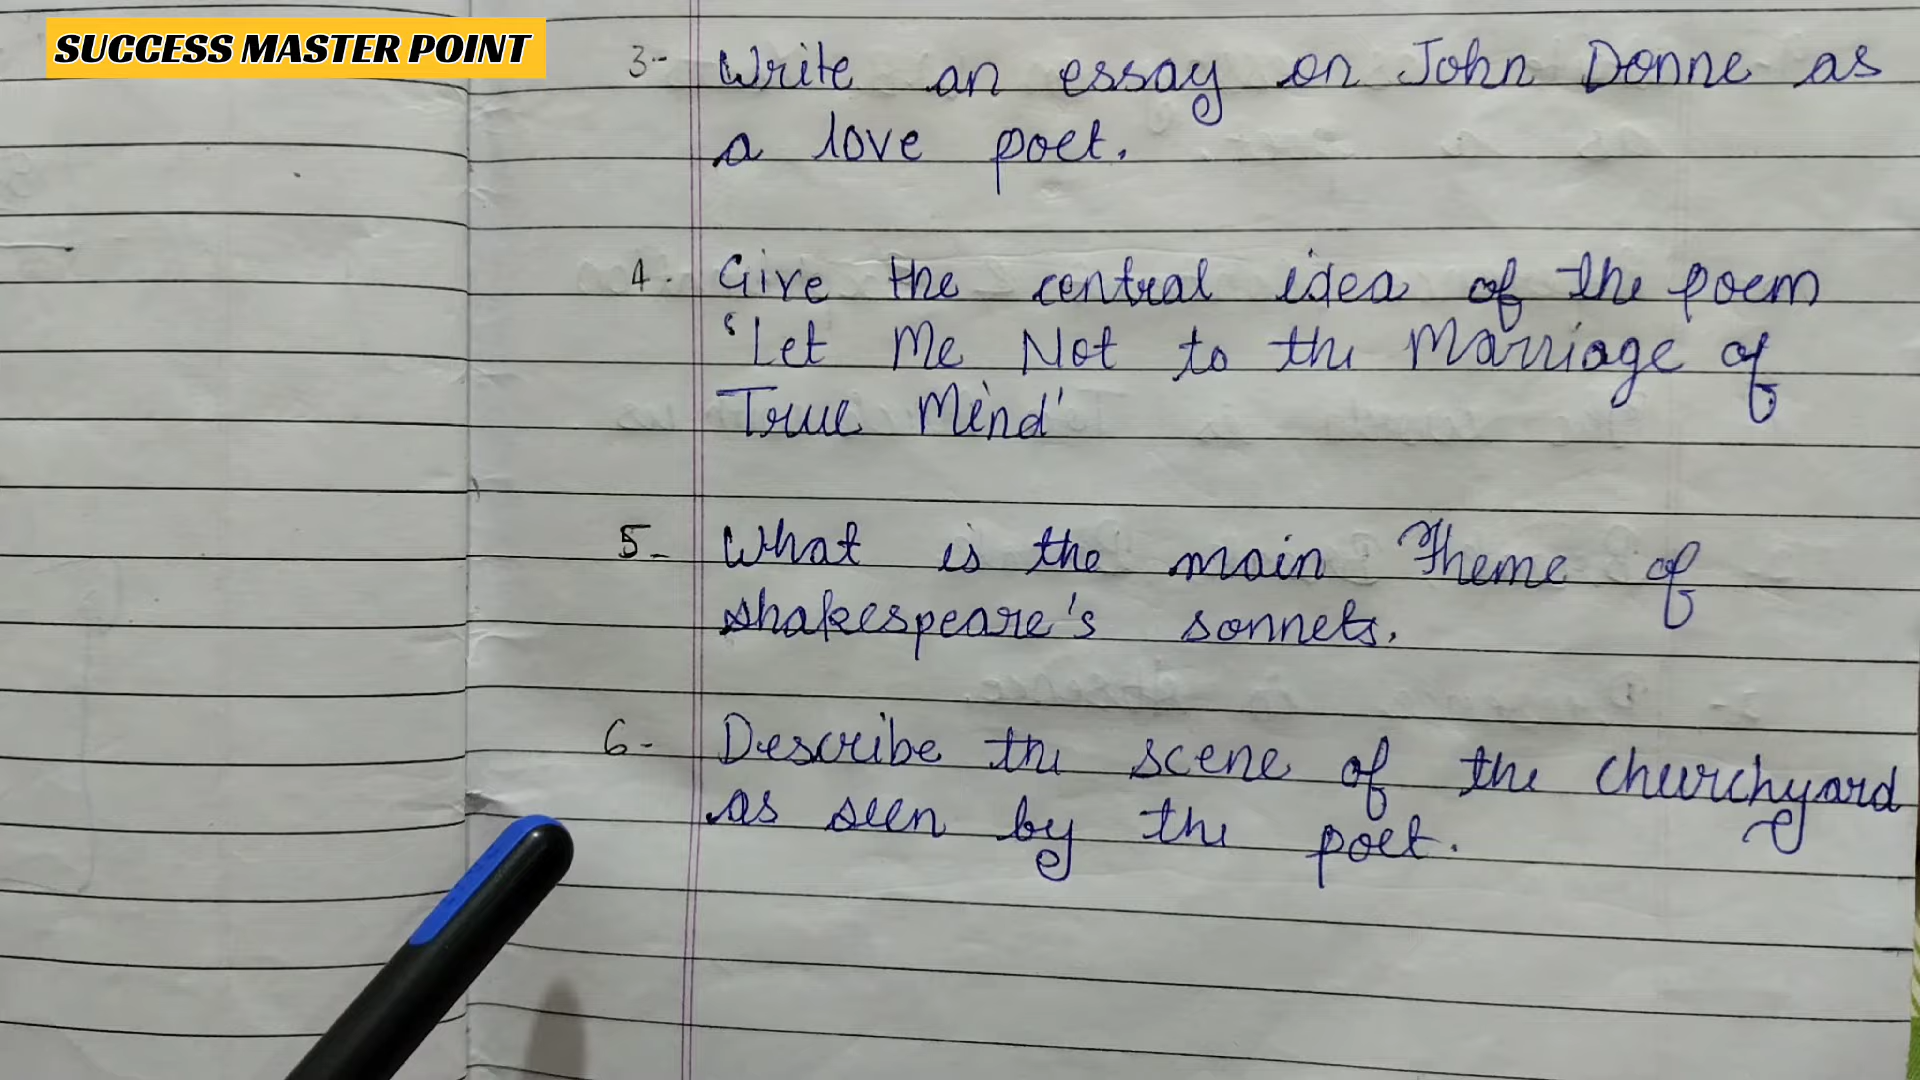 SUCCESS MASTER POINT
3- Write an essay on John Donne as
a love poet.
4. Give the central idea of the poem
'Let Me Not to the Marriage of
True Mind'
5- What is the main Theme of
shakespeare's sonnets.
6- Describe the scene of the churchyard
as seen by the poet.